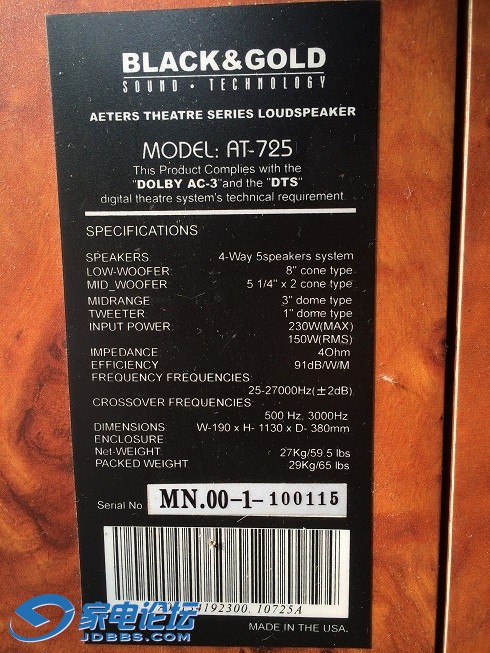 BLACK&GOLD
SOUND · TECHNOLOGY
AETERS THEATRE SERIES LOUDSPEAKER
MODEL: AT-725
This Product Complies with the
"DOLBY AC-3"and the "DTS"
digital theatre system's technical requirement
SPECIFICATIONS
SPEAKERS: 4-Way 5speakers system
LOW-WOOFER: 8" cone type
MID_WOOFER 5 1/4" x 2 cone type
MIDRANGE 3" dome type
TWEETER: 1" dome type
INPUT POWER: 230W(MAX)
150W(RMS)
IMPEDANCE 4Ohm
EFFICIENCY 91dB/W/M
FREQUENCY FREQUENCIES:
25-27000Hz(±2dB)
CROSSOVER FREQUENCIES:
500 Hz, 3000Hz
DIMENSIONS W-190 x H- 1130 x D- 380mm
ENCLOSURE
Net-WEIGHT: 27Kg/59.5 lbs
PACKED WEIGHT 29Kg/65 lbs
Serial No MN.00-1-100115
4192300. 10725A
MADE IN THE USA.
家电论坛
JDBBS.COM